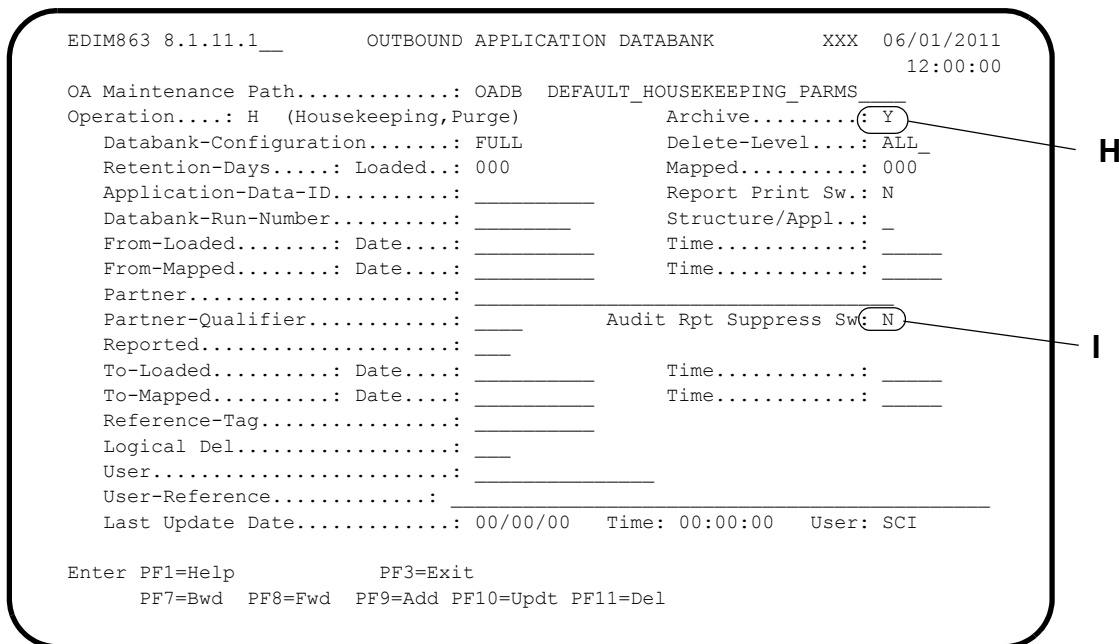 EDIM863 8.1.11.1__ OUTBOUND APPLICATION DATABANK XXX 06/01/2011
12:00:00
OA Maintenance Path.............: OADB DEFAULT_HOUSEKEEPING_PARMS____
Operation....: H (Housekeeping,Purge) Archive.........: Y
H
Databank-Configuration.......: FULL Delete-Level....: ALL_
Retention-Days.....: Loaded..: 000 Mapped..........: 000
Application-Data-ID..........: __________ Report Print Sw.: N
Databank-Run-Number..........: ________ Structure/Appl..: _
From-Loaded........: Date....: __________ Time............: _____
From-Mapped........: Date....: __________ Time............: _____
Partner......................: ___________________________________
Partner-Qualifier............: ____ Audit Rpt Suppress Sw: N
I
Reported.....................: ___
To-Loaded..........: Date....: __________ Time............: _____
To-Mapped..........: Date....: __________ Time............: _____
Reference-Tag................: __________
Logical Del..................: ___
User.........................: _______________
User-Reference.............: _____________________________________________
Last Update Date.............: 00/00/00 Time: 00:00:00 User: SCI
Enter PF1=Help PF3=Exit
PF7=Bwd PF8=Fwd PF9=Add PF10=Updt PF11=Del